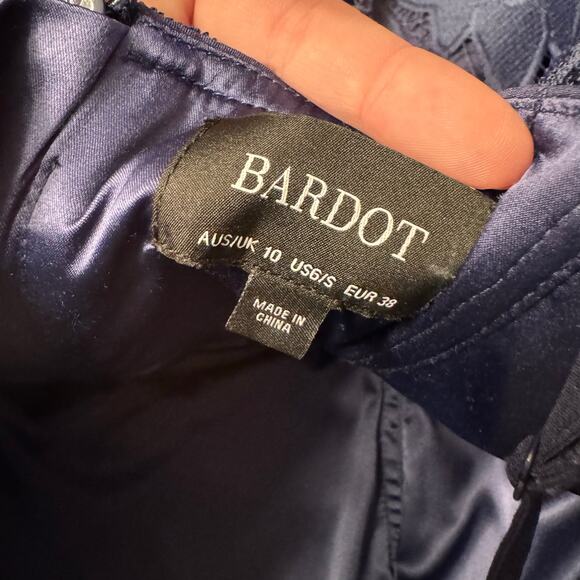 BARDOT
AUS/UK 10 US6/S EUR 38
MADE IN
CHINA